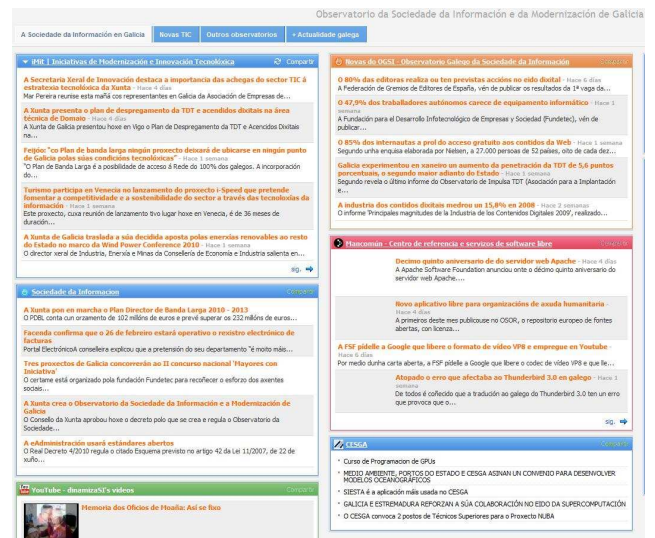 Observatorio da Sociedade da Información e da Modernización de Galicia
A Sociedade da Información en Galicia
Novas TIC
Outros observatorios
+ Actualidade galega
iMit | Iniciativas de Modernización e Innovación Tecnolóxica
Compartir
A Secretaría Xeral de Innovación destaca a importancia das achegas do sector TIC á
estratexia tecnolóxica da Xunta - Hace 4 días
Mar Pereira reunise esta mañá cos representantes en Galicia da Asociación de Empresas de...
A Xunta presenta o plan de despregamento da TDT e acendidos dixitais na área
técnica de Domaio - Hace 4 días
A Xunta de Galicia presentou hoxe en Vigo o Plan de Despregamento da TDT e Acendidos Dixitais
na...
Feijóo: "co Plan de banda larga ningún proxecto deixará de ubicarse en ningún punto
de Galicia polas súas condicións tecnolóxicas" - Hace 1 semana
"O Plan de Banda Larga é a posibilidade de acceso á Rede do 100% dos galegos. A incorporación
do...
Turismo participa en Venecia no lanzamento do proxecto i-Speed que pretende
fomentar a competitividade e a sostenibilidade do sector a través das tecnoloxías da
información - Hace 1 semana
Este proxecto, cuxa reunión de lanzamento tivo lugar hoxe en Venecia, é de 36 meses de
duración...
A Xunta de Galicia traslada a súa decidida aposta polas enerxías renovables ao resto
do Estado no marco da Wind Power Conference 2010 - Hace 1 semana
O director xeral de Industria, Enerxía e Minas da Consellería de Economía e Industria salienta en...
sig.
Sociedade da Informacion
Compartir
A Xunta pon en marcha o Plan Director de Banda Larga 2010 - 2013
O PDBL conta cun orzamento de 102 millóns de euros e prevé superar os 232 millóns de euros...
Facenda confirma que o 26 de febreiro estará operativo o rexistro electrónico de
facturas
Portal ElectrónicoA conselleira explicou que a pretensión do seu departamento "é moito máis...
Tres proxectos de Galicia concorrerán ao II concurso nacional 'Mayores con
Iniciativa'
O certame está organizado pola fundación Fundetec para recoñecer o esforzo dos axentes
sociais...
A Xunta crea o Observatorio da Sociedade da Información e a Modernización de
Galicia
O Consello da Xunta aprobou hoxe o decreto polo que se crea e regula o Observatorio da
Sociedade...
A eAdministración usará estándares abertos
O Real Decreto 4/2010 regula o citado Esquema previsto no artigo 42 da Lei 11/2007, de 22 de
xuño...
YouTube - dinamizaSI's videos
Compartir
Memoria dos Oficios de Moaña: Así se fixo
Novas do OGSI - Observatorio Galego da Sociedade da Información
Compartir
O 80% das editoras realiza ou ten previstas accións no eido dixital - Hace 6 días
A Federación de Gremios de Editores de España, vén de publicar os resultados da 1ª vaga da...
O 47,9% dos traballadores autónomos carece de equipamento informático - Hace 1
semana
A Fundación para el Desarrollo Infotecnológico de Empresas y Sociedad (Fundetec), vén de
publicar...
O 85% dos internautas a prol do acceso gratuito aos contidos da Web - Hace 1 semana
Segundo unha enquisa elaborada por Nielsen, a 27.000 persoas de 52 países, oito de cada dez...
Galicia experimentou en xaneiro un aumento da penetración da TDT de 5,6 puntos
porcentuais, o segundo maior adianto do Estado - Hace 1 semana
Segundo revela o último informe do Observatorio de Impulsa TDT (Asociación para a Implantación
e...
A industria dos contidos dixitais medrou un 15,8% en 2008 - Hace 2 semanas
O informe 'Principales magnitudes de la Industria de los Contenidos Digitales 2009', realizado...
Mancomún - Centro de referencia e servizos de software libre
Compartir
Decimo quinto aniversario de do servidor web Apache - Hace 4 días
A Apache Software Foundation anunciou onte o décimo quinto aniversario do
servidor web Apache....
Novo aplicativo libre para organizacións de axuda humanitaria -
Hace 4 días
A primeiros deste mes publicouse no OSOR, a repositorio europeo de fontes
abertas, con licenza...
A FSF pídelle a Google que libere o formato de vídeo VP8 e empregue en Youtube -
Hace 6 días
Por medio dunha carta aberta, a FSF pídelle a Google que libere o codec de vídeo VP8 e que lle...
Atopado o erro que afectaba ao Thunderbird 3.0 en galego - Hace 1
semana
De todos é coñecido que a tradución ao galego do Thunderbird 3.0 ten un erro
que provoca que o...
sig.
CESGA
Compartir
Curso de Programacion de GPUs
MEDIO AMBIENTE, PORTOS DO ESTADO E CESGA ASINAN UN CONVENIO PARA DESENVOLVER
MODELOS OCEANOGRÁFICOS
SIESTA é a aplicación máis usada no CESGA
GALICIA E ESTREMADURA REFORZAN A SÚA COLABORACIÓN NO EIDO DA SUPERCOMPUTACIÓN
O CESGA convoca 2 postos de Técnicos Superiores para o Proxecto NUBA